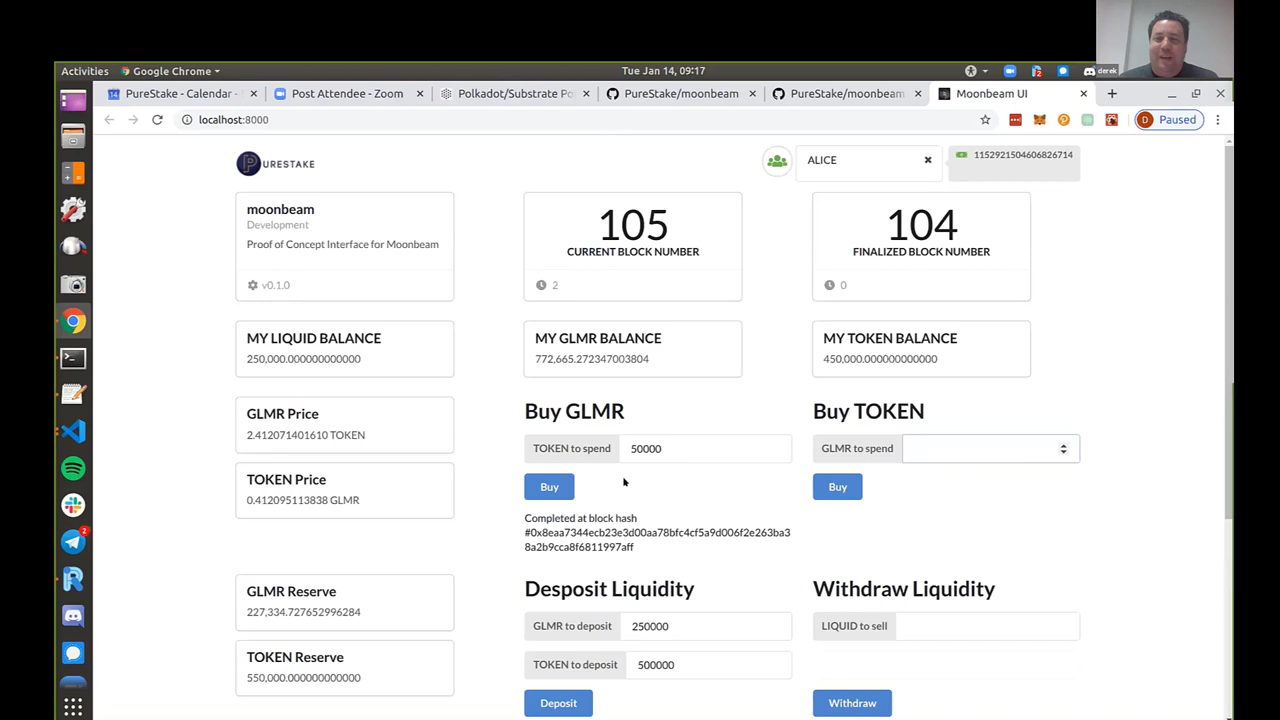 derek
Activities
Google Chrome
Tue Jan 14, 09:17
2
PureStake - Calendar -
Post Attendee - Zoom
Polkadot/Substrate Po
PureStake/moonbeam
PureStake/moonbeam
Moonbeam UI
localhost:8000
D
Paused
PURESTAKE
ALICE
1152921504606826714
moonbeam
Development
Proof of Concept Interface for Moonbeam
v0.1.0
105
CURRENT BLOCK NUMBER
2
104
FINALIZED BLOCK NUMBER
0
MY LIQUID BALANCE
250,000.000000000000
MY GLMR BALANCE
772,665.272347003804
MY TOKEN BALANCE
450,000.000000000000
GLMR Price
2.412071401610 TOKEN
TOKEN Price
0.412095113838 GLMR
Buy GLMR
TOKEN to spend
50000
Buy
Completed at block hash
#0x8eaa7344ecb23e3d00aa78bfc4cf5a9d006f2e263ba3
8a2b9cca8f6811997aff
Buy TOKEN
GLMR to spend
Buy
GLMR Reserve
227,334.727652996284
TOKEN Reserve
550,000.000000000000
Desposit Liquidity
GLMR to deposit
250000
TOKEN to deposit
500000
Deposit
Withdraw Liquidity
LIQUID to sell
Withdraw
2